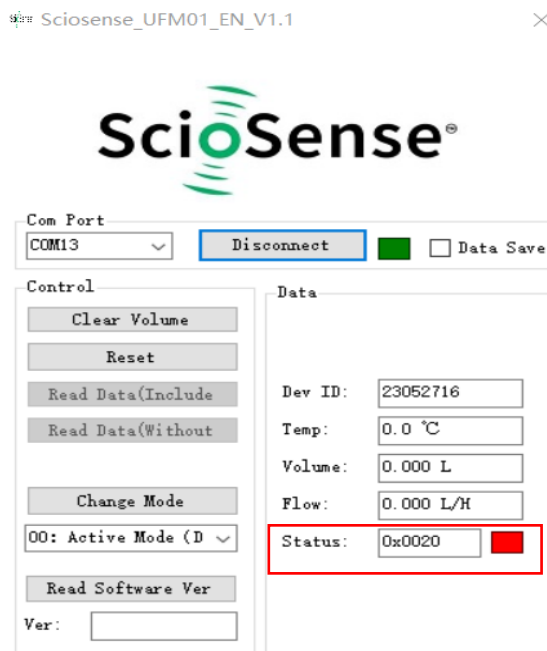 Sciosense_UFM01_EN_V1.1
ScioSense
Com Port
COM13
Disconnect
Data Save
Control
Clear Volume
Reset
Read Data(Include
Read Data(Without
Change Mode
00: Active Mode (D
Read Software Ver
Ver:
Data
Dev ID: 23052716
Temp: 0.0 ℃
Volume: 0.000 L
Flow: 0.000 L/H
Status: 0x0020